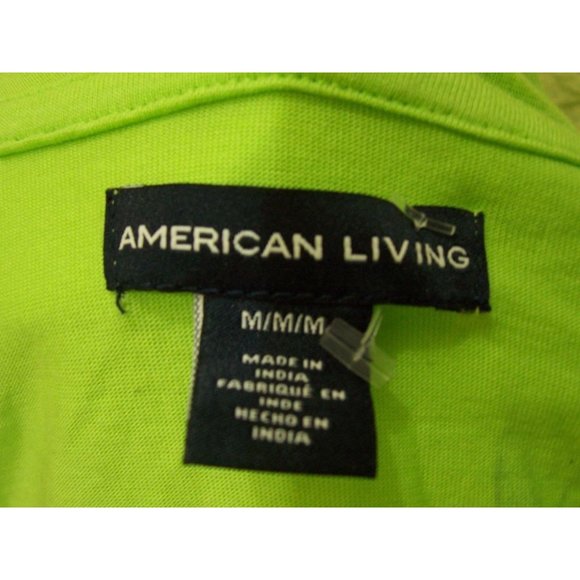 AMERICAN LIVING
M/M/M
MADE IN
INDIA
FABRIQUÉ EN
INDE
HECHO EN
INDIA